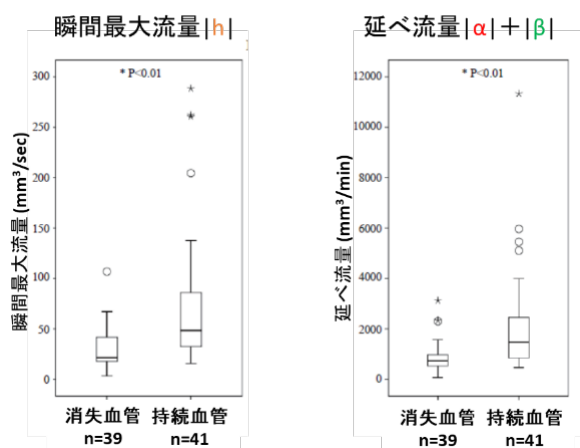 瞬間最大流量|h|
* P<0.01
瞬間最大流量 (mm³/sec)
300
250
200
150
100
50
0
消失血管 持続血管
n=39 n=41
延べ流量|α|＋|β|
* P<0.01
延べ流量 (mm³/min)
12000
10000
8000
6000
4000
2000
0
消失血管 持続血管
n=39 n=41